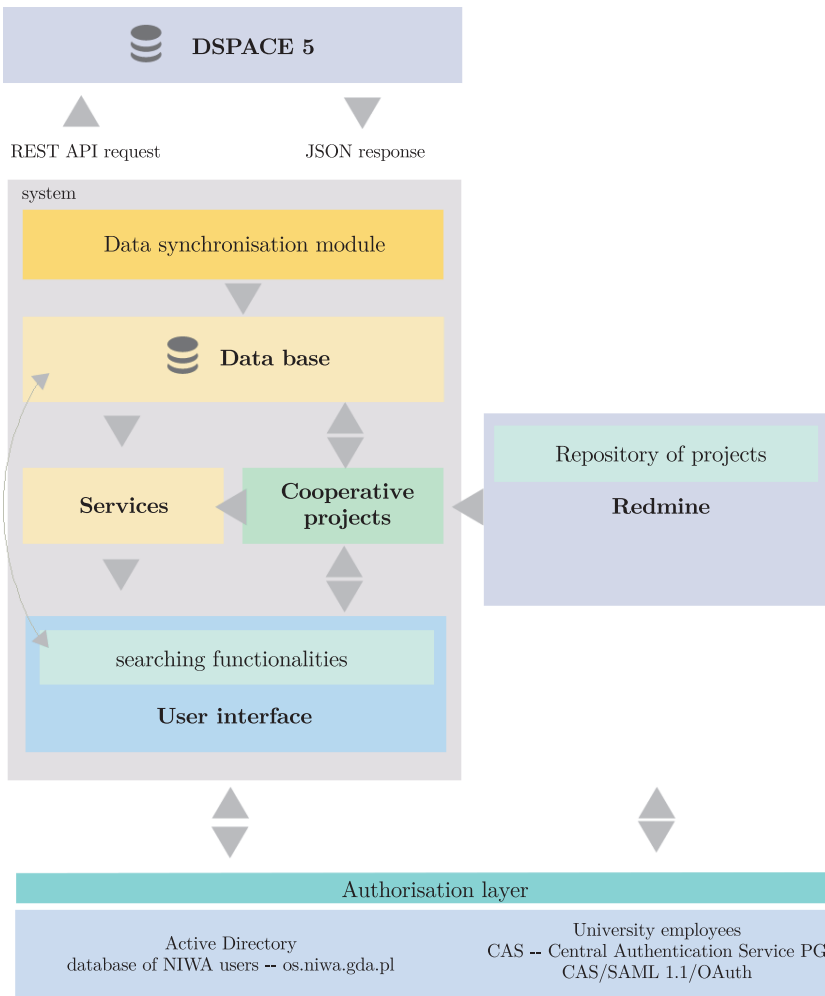 DSPACE 5
REST API request
JSON response
system
Data synchronisation module
Data base
Services
Cooperative
projects
Repository of projects
Redmine
searching functionalities
User interface
Authorisation layer
Active Directory
database of NIWA users -- os.niwa.gda.pl
University employees
CAS -- Central Authentication Service PG
CAS/SAML 1.1/OAuth